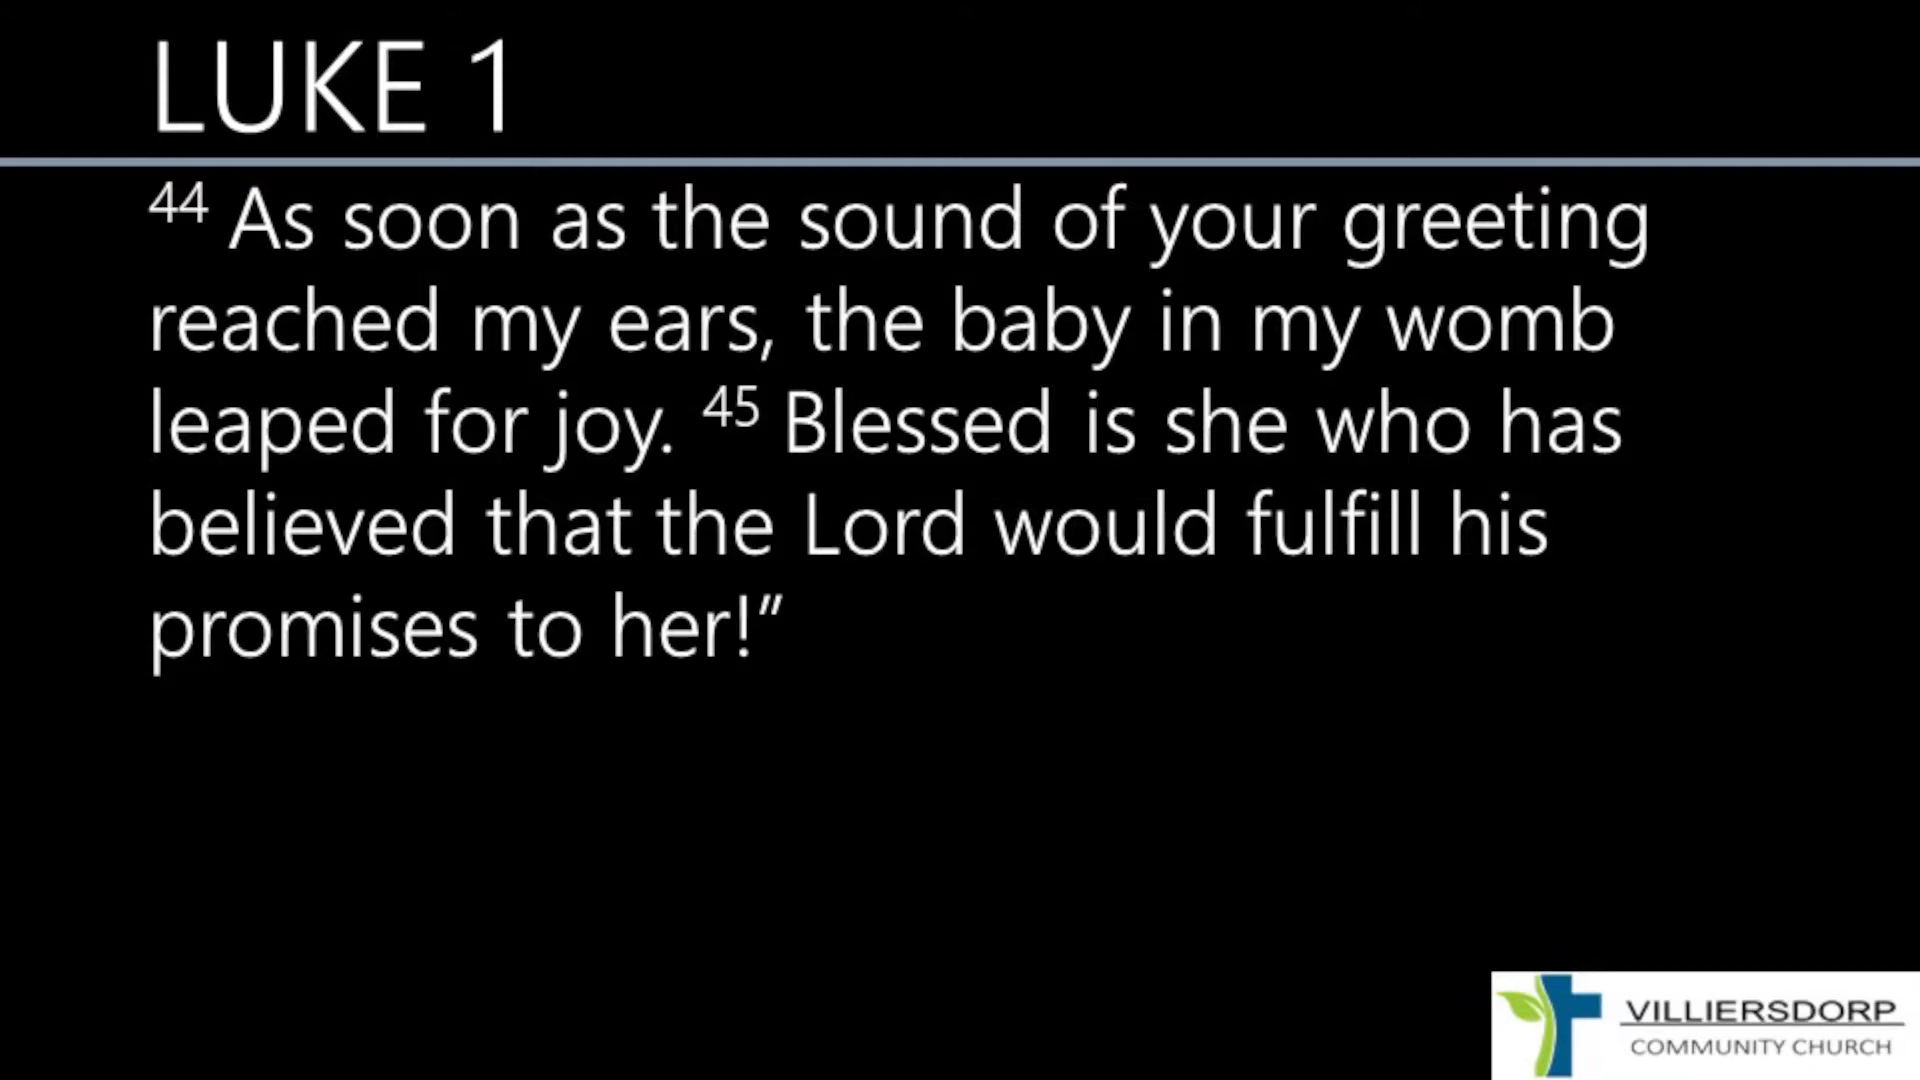 LUKE 1
44 As soon as the sound of your greeting
reached my ears, the baby in my womb
leaped for joy. 45 Blessed is she who has
believed that the Lord would fulfill his
promises to her!”
VILLIERSDORP
COMMUNITY CHURCH